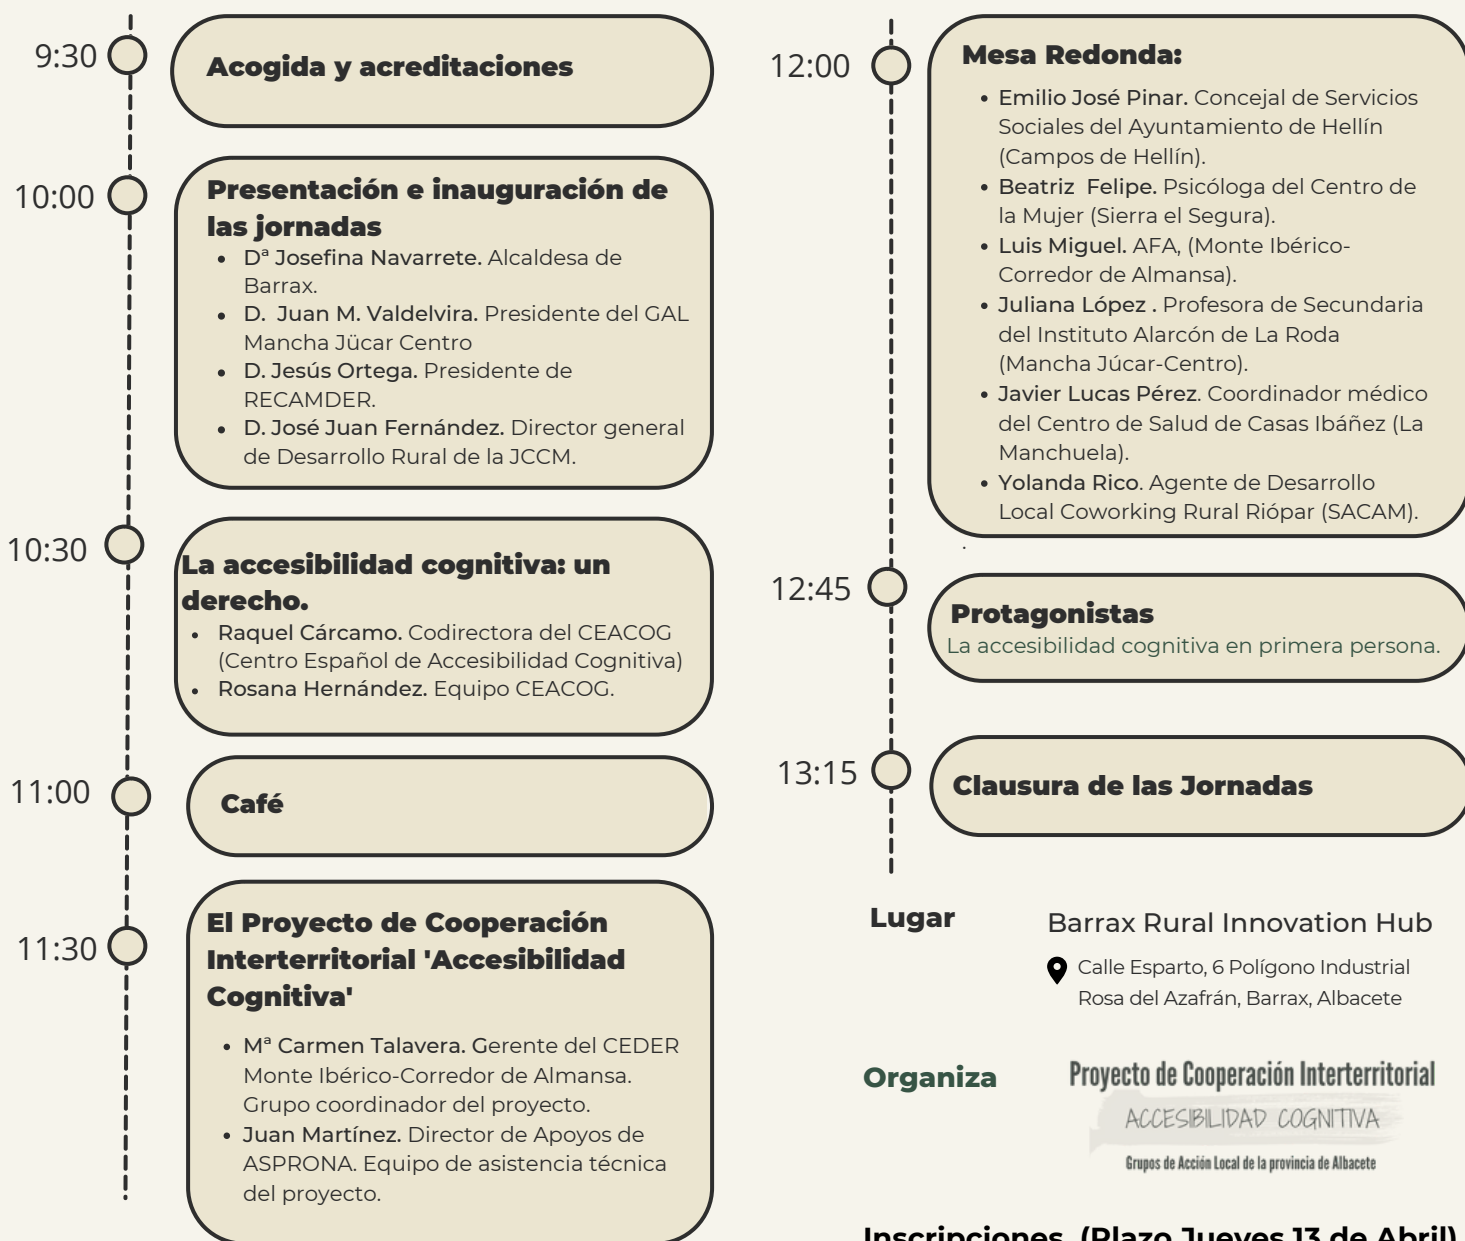 9:30
Acogida y acreditaciones
10:00
Presentación e inauguración de
las jornadas
• Dª Josefina Navarrete. Alcaldesa de
Barrax.
• D.  Juan M. Valdelvira. Presidente del GAL
Mancha Jücar Centro
• D. Jesús Ortega. Presidente de
RECAMDER.
• D. José Juan Fernández. Director general
de Desarrollo Rural de la JCCM.
10:30
La accesibilidad cognitiva: un
derecho.
• Raquel Cárcamo. Codirectora del CEACOG
(Centro Español de Accesibilidad Cognitiva)
• Rosana Hernández. Equipo CEACOG.
11:00
Café
11:30
El Proyecto de Cooperación
Interterritorial 'Accesibilidad
Cognitiva'
• Mª Carmen Talavera. Gerente del CEDER
Monte Ibérico-Corredor de Almansa.
Grupo coordinador del proyecto.
• Juan Martínez. Director de Apoyos de
ASPRONA. Equipo de asistencia técnica
del proyecto.
12:00
Mesa Redonda:
• Emilio José Pinar. Concejal de Servicios
Sociales del Ayuntamiento de Hellín
(Campos de Hellín).
• Beatriz  Felipe. Psicóloga del Centro de
la Mujer (Sierra el Segura).
• Luis Miguel. AFA, (Monte Ibérico-
Corredor de Almansa).
• Juliana López . Profesora de Secundaria
del Instituto Alarcón de La Roda
(Mancha Júcar-Centro).
• Javier Lucas Pérez. Coordinador médico
del Centro de Salud de Casas Ibáñez (La
Manchuela).
• Yolanda Rico. Agente de Desarrollo
Local Coworking Rural Riópar (SACAM).
.
12:45
Protagonistas
La accesibilidad cognitiva en primera persona.
13:15
Clausura de las Jornadas
Lugar
Barrax Rural Innovation Hub
Calle Esparto, 6 Polígono Industrial
Rosa del Azafrán, Barrax, Albacete
Organiza
Proyecto de Cooperación Interterritorial
ACCESIBILIDAD COGNITIVA
Grupos de Acción Local de la provincia de Albacete
Inscripciones  (Plazo Jueves 13 de Abril)